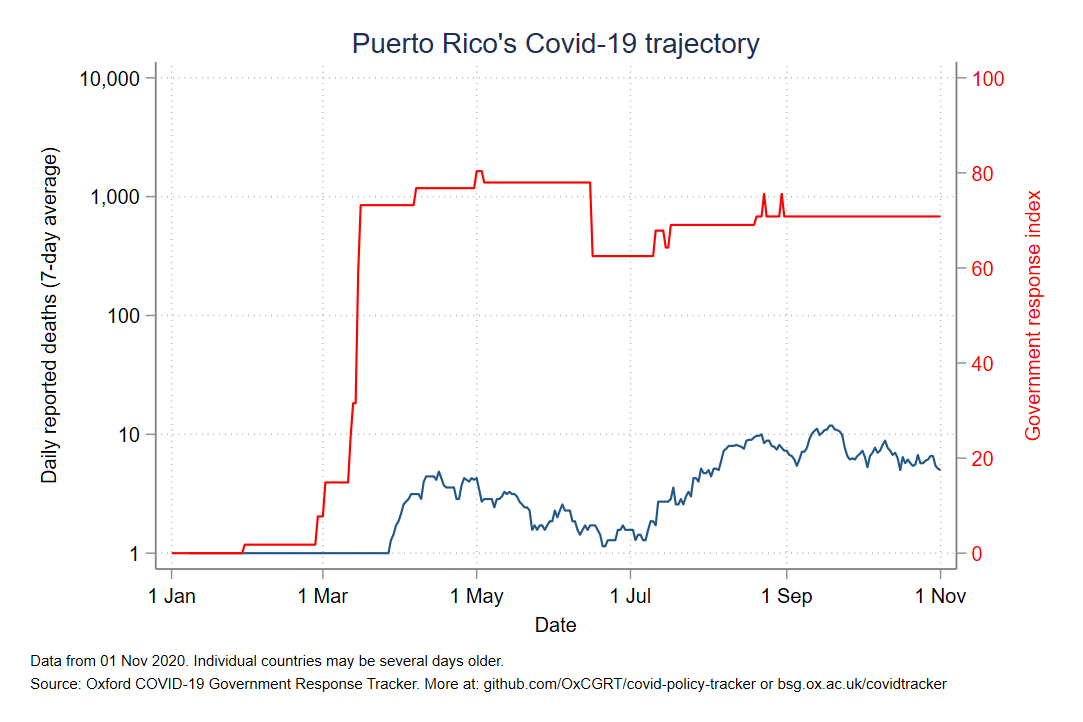 Puerto Rico's Covid-19 trajectory
10,000
1,000
100
10
1
Daily reported deaths (7-day average)
100
80
60
40
20
0
Government response index
1 Jan 1 Mar 1 May 1 Jul 1 Sep 1 Nov
Date
Data from 01 Nov 2020. Individual countries may be several days older.
Source: Oxford COVID-19 Government Response Tracker. More at: github.com/OxCGRT/covid-policy-tracker or bsg.ox.ac.uk/covidtracker